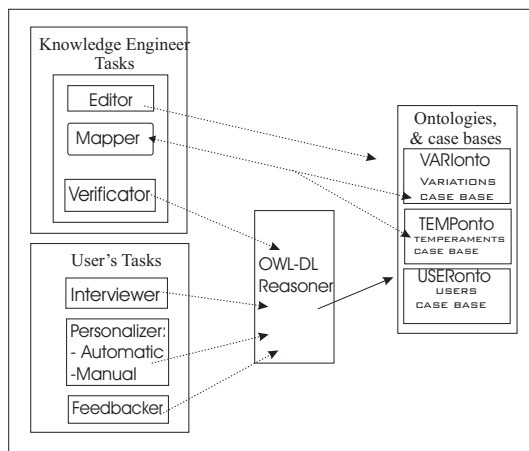 Knowledge Engineer
Tasks
Editor
Mapper
Verificator
User's Tasks
Interviewer
Personalizer:
- Automatic
-Manual
Feedbacker
OWL-DL
Reasoner
Ontologies,
& case bases
VARIonto
VARIATIONS
CASE BASE
TEMPonto
TEMPERAMENTS
CASE BASE
USERonto
USERS
CASE BASE